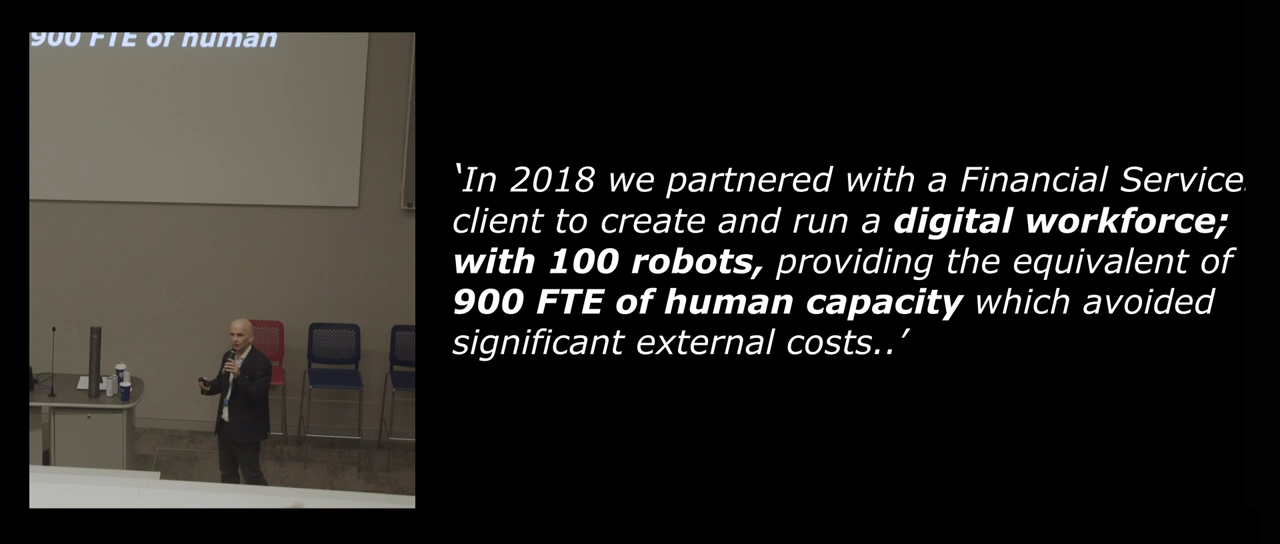 900 FTE of human
‘In 2018 we partnered with a Financial Service
client to create and run a digital workforce;
with 100 robots, providing the equivalent of
900 FTE of human capacity which avoided
significant external costs..’